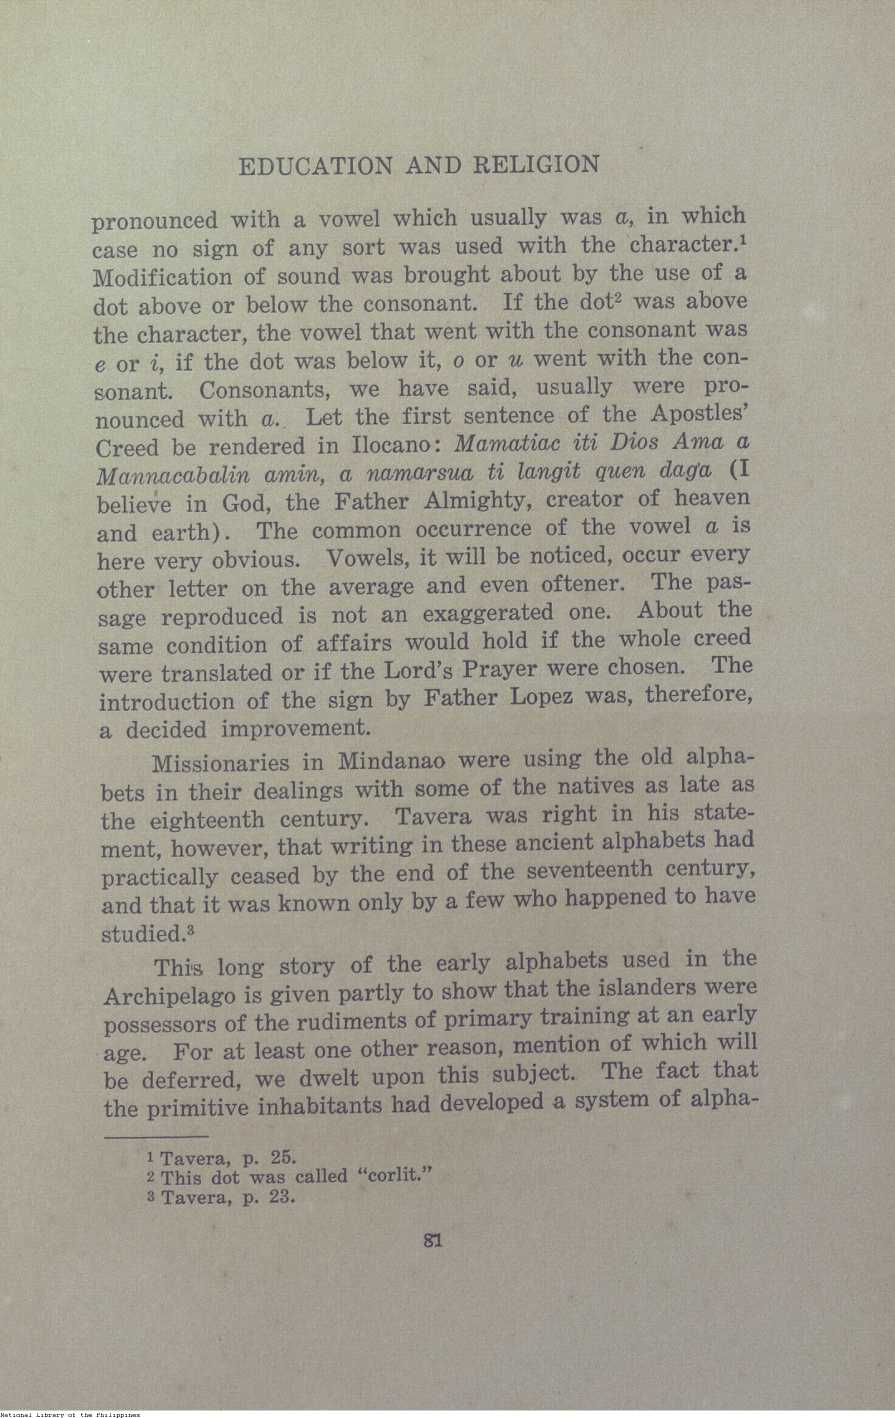 EDUCATION AND RELIGION
pronounced with a vowel which usually was a, in which
case no sign of any sort was used with the character.¹
Modification of sound was brought about by the use of a
dot above or below the consonant. If the dot² was above
the character, the vowel that went with the consonant was
e or i, if the dot was below it, o or u went with the con-
sonant. Consonants, we have said, usually were pro-
nounced with a. Let the first sentence of the Apostles'
Creed be rendered in Ilocano: Mamatiac iti Dios Ama a
Mannacabalin amin, a namarsua ti langit quen daga (I
believe in God, the Father Almighty, creator of heaven
and earth). The common occurrence of the vowel a is
here very obvious. Vowels, it will be noticed, occur every
other letter on the average and even oftener. The pas-
sage reproduced is not an exaggerated one. About the
same condition of affairs would hold if the whole creed
were translated or if the Lord's Prayer were chosen. The
introduction of the sign by Father Lopez was, therefore,
a decided improvement.
Missionaries in Mindanao were using the old alpha-
bets in their dealings with some of the natives as late as
the eighteenth century. Tavera was right in his state-
ment, however, that writing in these ancient alphabets had
practically ceased by the end of the seventeenth century,
and that it was known only by a few who happened to have
studied.³
This long story of the early alphabets used in the
Archipelago is given partly to show that the islanders were
possessors of the rudiments of primary training at an early
age. For at least one other reason, mention of which will
be deferred, we dwelt upon this subject. The fact that
the primitive inhabitants had developed a system of alpha-
1 Tavera, p. 25.
2 This dot was called "corlit."
3 Tavera, p. 23.
81
National Library of the Philippines